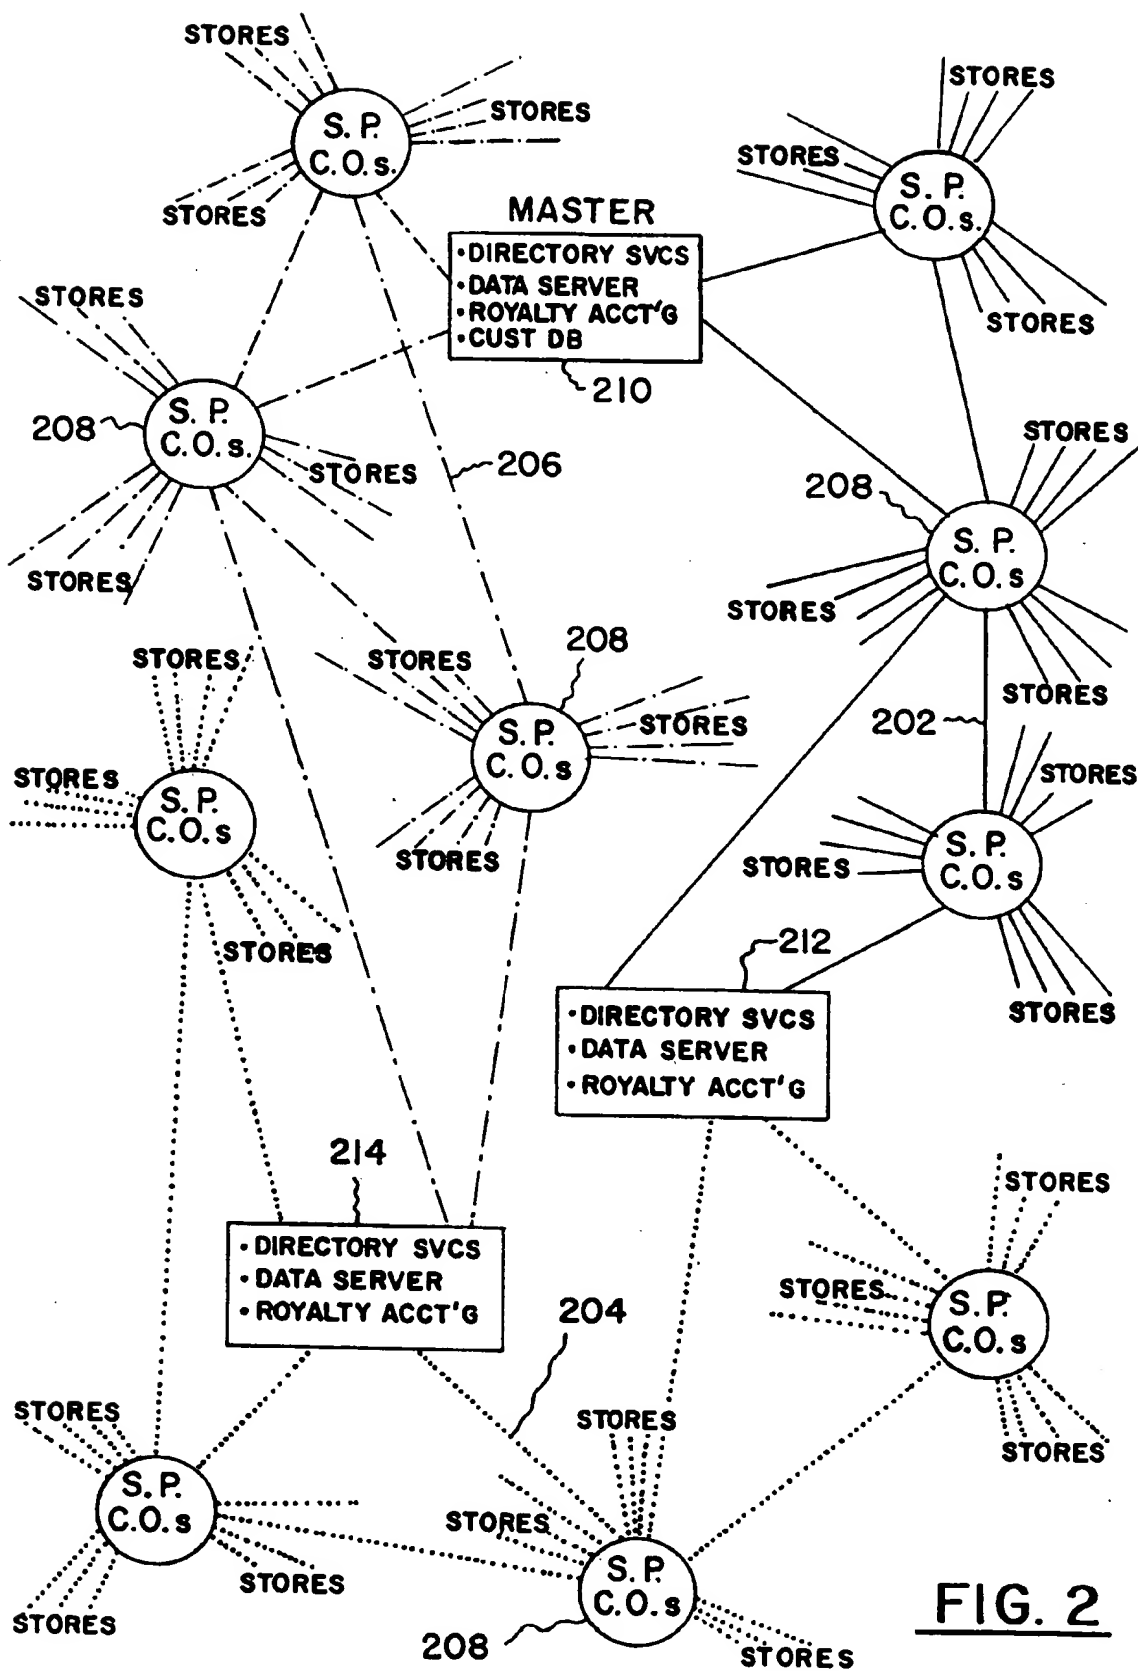 STORES
S. P.
C. O. s.
STORES
STORES
STORES
S. P.
C. O. s.
STORES
STORES
MASTER
• DIRECTORY SVCS
• DATA SERVER
• ROYALTY ACCT'G
• CUST DB
210
STORES
208
S. P.
C. O. s.
STORES
STORES
206
208
S. P.
C. O. s
STORES
STORES
STORES
202
STORES
208
S. P.
C. O. s
STORES
STORES
STORES
STORES
S. P.
C. O. s
STORES
STORES
STORES
S. P.
C. O. s
STORES
STORES
212
• DIRECTORY SVCS
• DATA SERVER
• ROYALTY ACCT'G
214
• DIRECTORY SVCS
• DATA SERVER
• ROYALTY ACCT'G
204
STORES
STORES
S. P.
C. O. s
STORES
STORES
S. P.
C. O. s
STORES
STORES
STORES
STORES
S. P.
C. O. s
208
STORES
FIG. 2